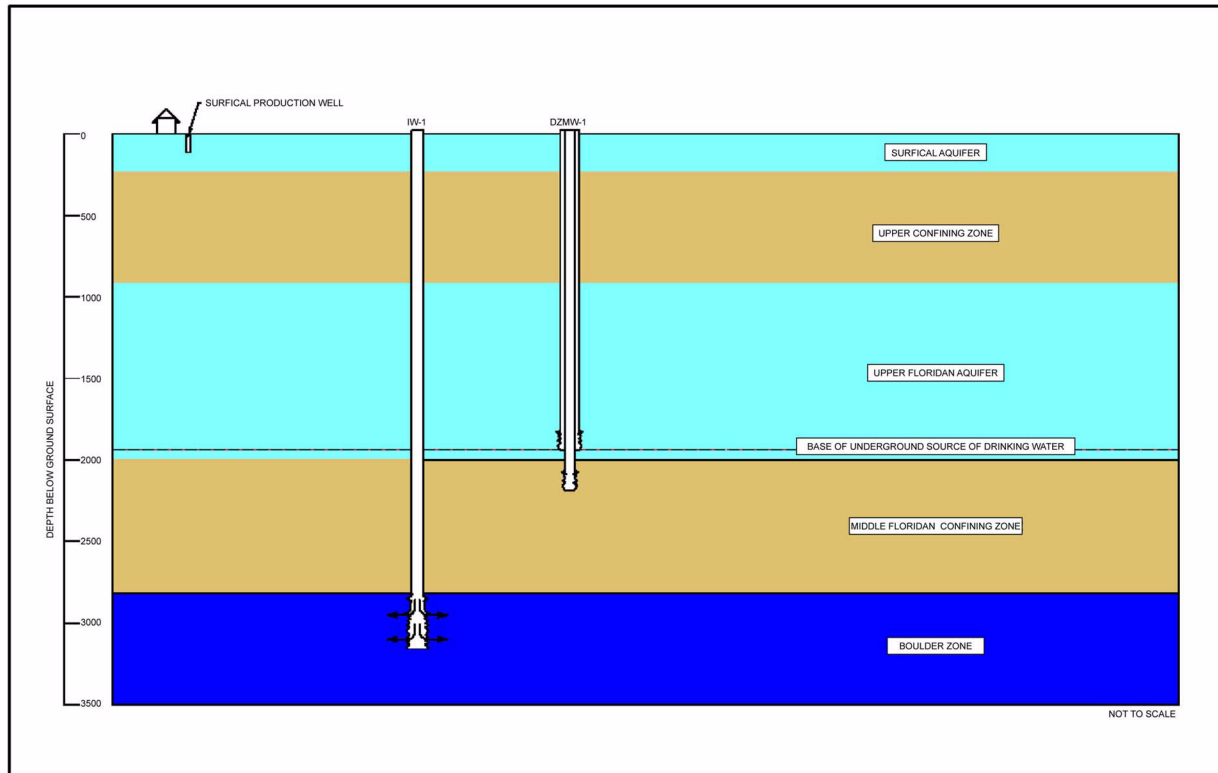 SURFICAL PRODUCTION WELL
IW-1
DZMW-1
0
SURFICAL AQUIFER
500
UPPER CONFINING ZONE
1000
UPPER FLORIDAN AQUIFER
1500
BASE OF UNDERGROUND SOURCE OF DRINKING WATER
2000
MIDDLE FLORIDAN CONFINING ZONE
2500
3000
BOULDER ZONE
3500
DEPTH BELOW GROUND SURFACE
NOT TO SCALE